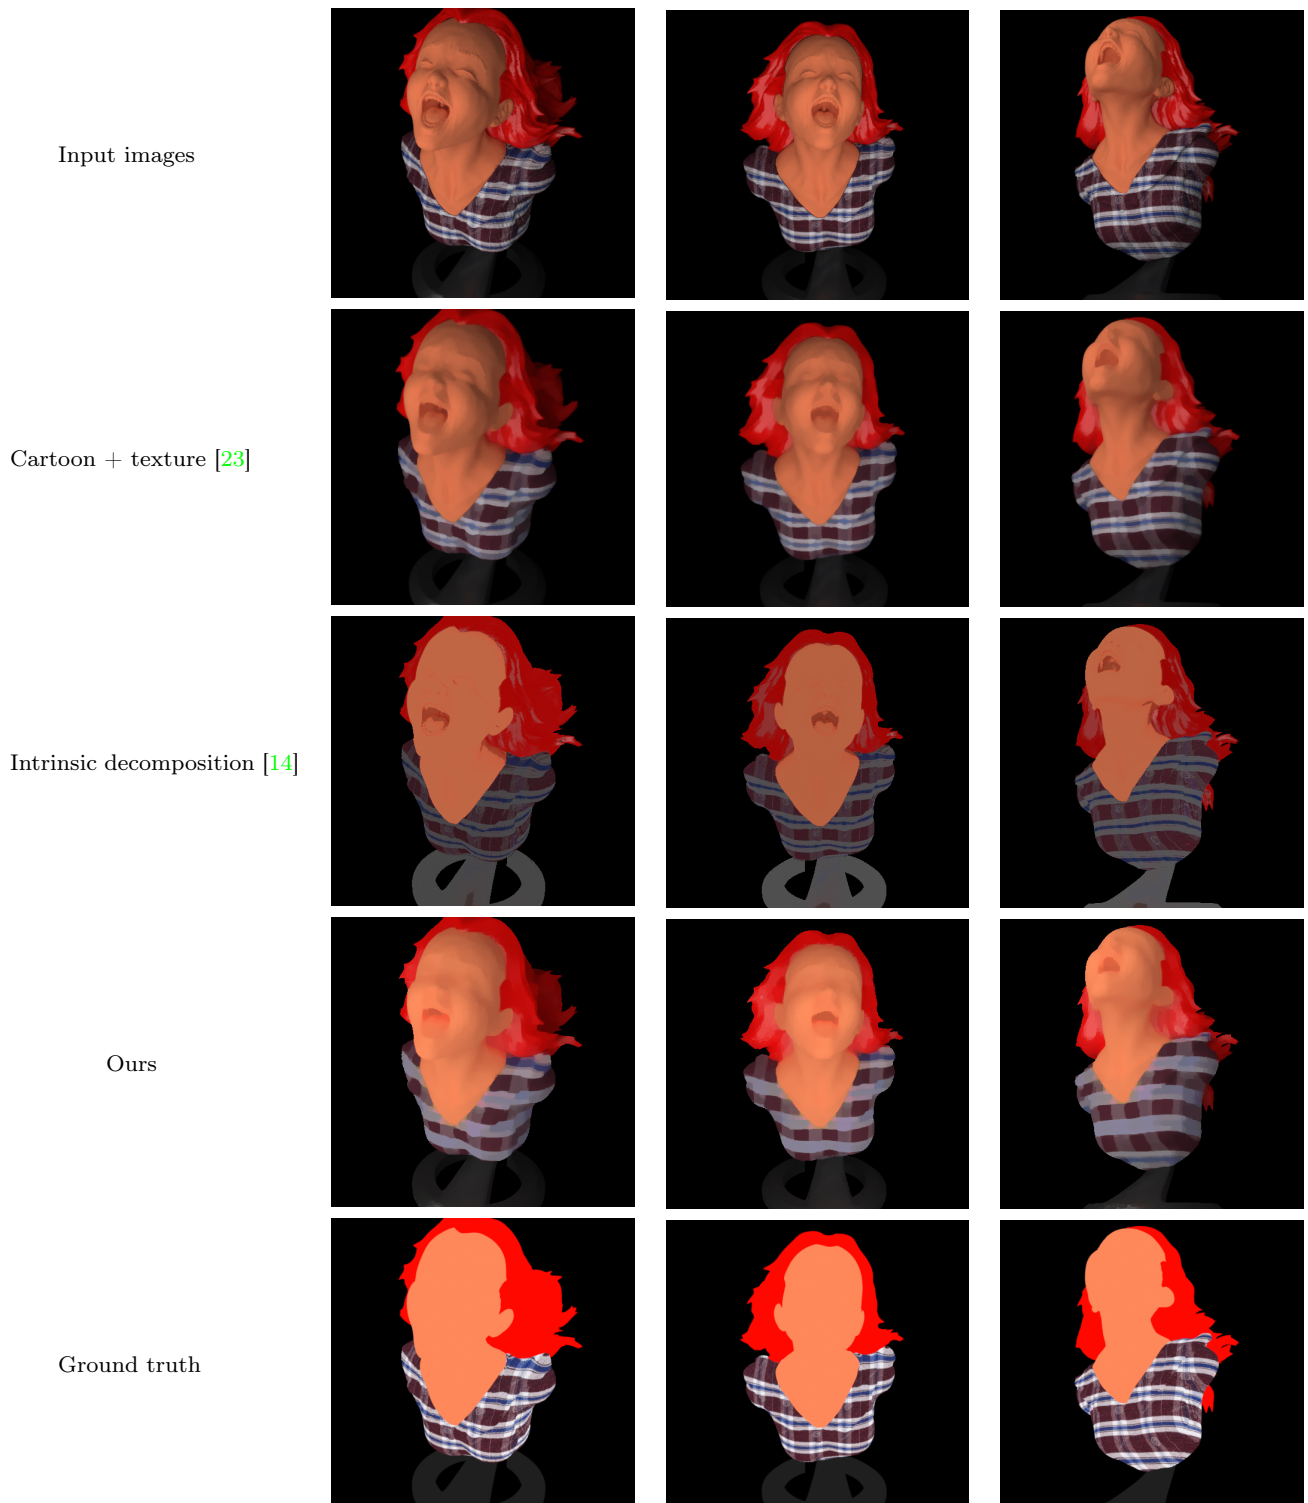 Input images
Cartoon + texture [23]
Intrinsic decomposition [14]
Ours
Ground truth